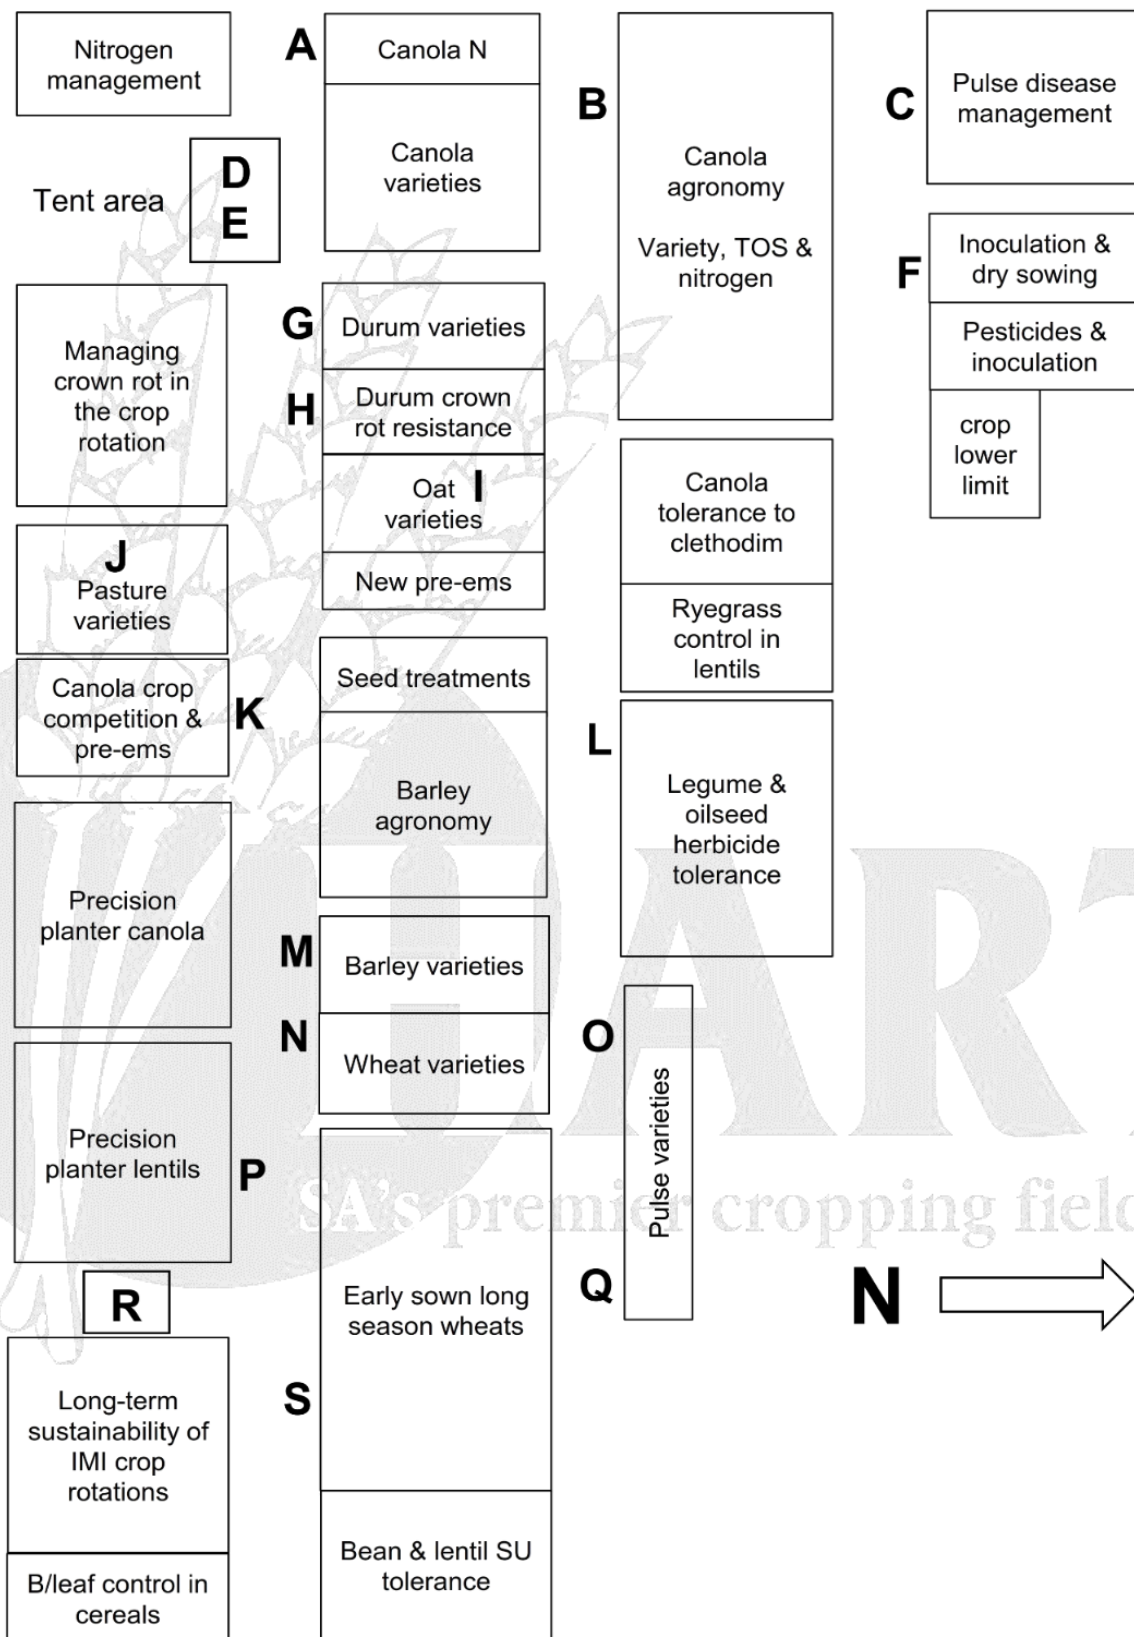 Nitrogen
management
Tent area
D
E
Managing
crown rot in
the crop
rotation
J
Pasture
varieties
Canola crop
competition &
pre-ems
K
Precision
planter canola
Precision
planter lentils
P
R
Long-term
sustainability of
IMI crop
rotations
B/leaf control in
cereals
A
Canola N
Canola
varieties
G
Durum varieties
H
Durum crown
rot resistance
Oat I
varieties
New pre-ems
Seed treatments
Barley
agronomy
M
Barley varieties
N
Wheat varieties
Early sown long
season wheats
S
Bean & lentil SU
tolerance
B
Canola
agronomy
Variety, TOS &
nitrogen
Canola
tolerance to
clethodim
Ryegrass
control in
lentils
L
Legume &
oilseed
herbicide
tolerance
O
Pulse varieties
Q
C
Pulse disease
management
F
Inoculation &
dry sowing
Pesticides &
inoculation
crop
lower
limit
N
HART
SA's premier cropping field